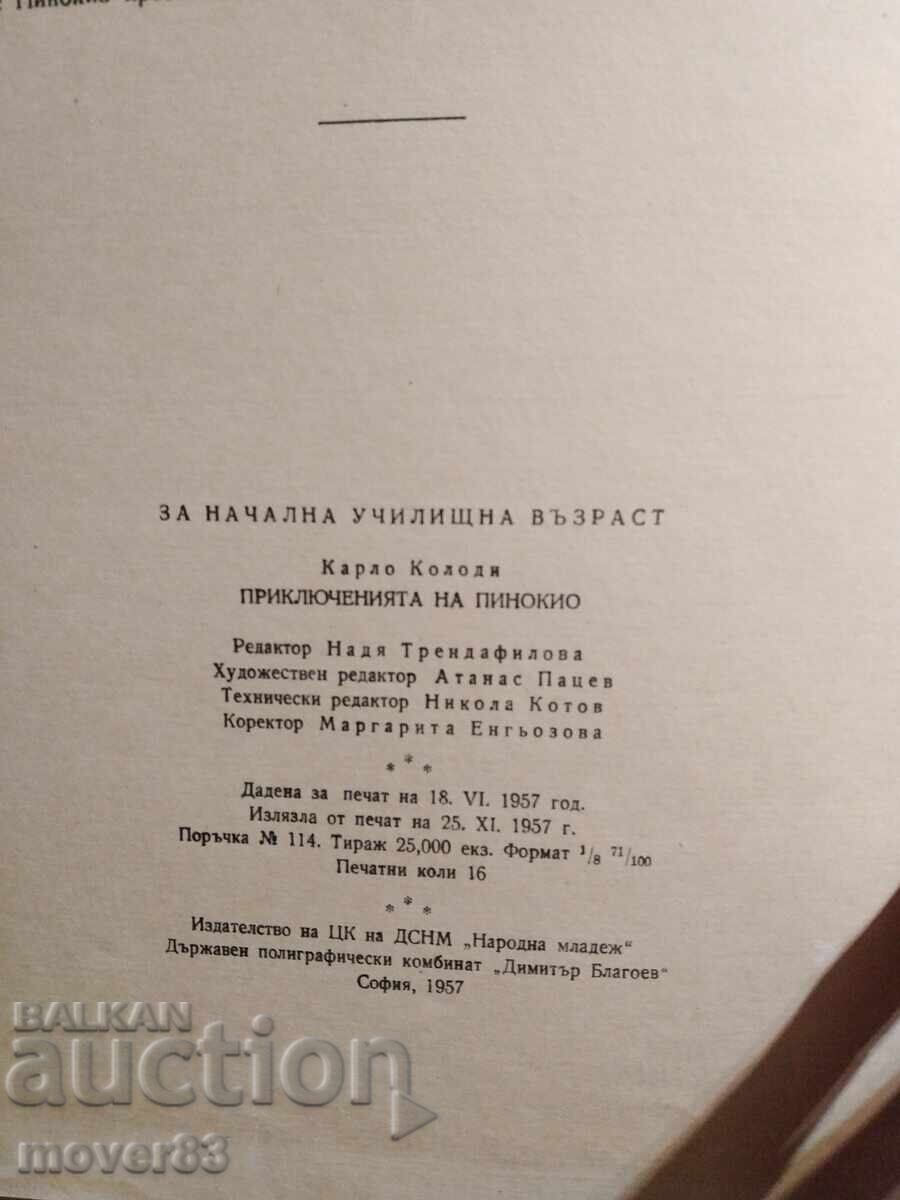 Пинокио
ЗА НАЧАЛНА УЧИЛИЩНА ВЪЗРАСТ
Карло Колоди
ПРИКЛЮЧЕНИЯТА НА ПИНОКИО
Редактор Надя Трендафилова
Художествен редактор Атанас Пацев
Технически редактор Никола Котов
Коректор Маргарита Енгьозова
* * *
Дадена за печат на 18. VI. 1957 год.
Излязла от печат на 25. XI. 1957 г.
Поръчка № 114. Тираж 25,000 екз. Формат 1/8 71/100
Печатни коли 16
* * *
Издателство на ЦК на ДСНМ „Народна младеж“
Държавен полиграфически комбинат „Димитър Благоев“
София, 1957
BALKAN
auction
mover83